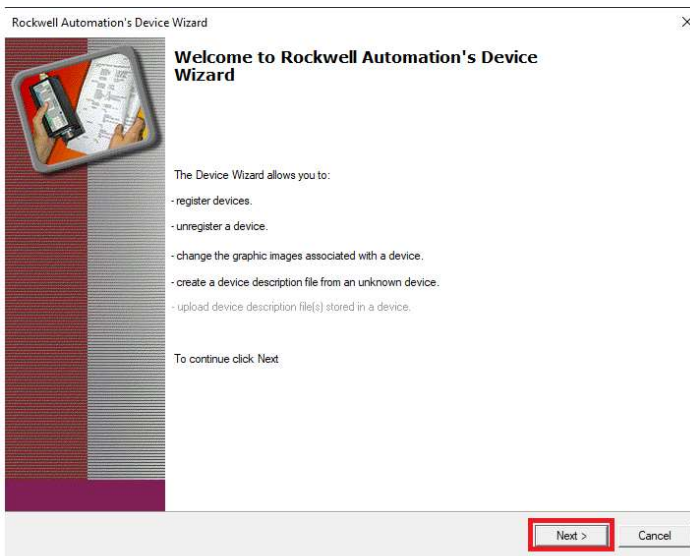 Rockwell Automation's Device Wizard
Welcome to Rockwell Automation's Device
Wizard
The Device Wizard allows you to:
- register devices.
- unregister a device.
- change the graphic images associated with a device.
- create a device description file from an unknown device.
- upload device description file(s) stored in a device.
To continue click Next
Next >
Cancel